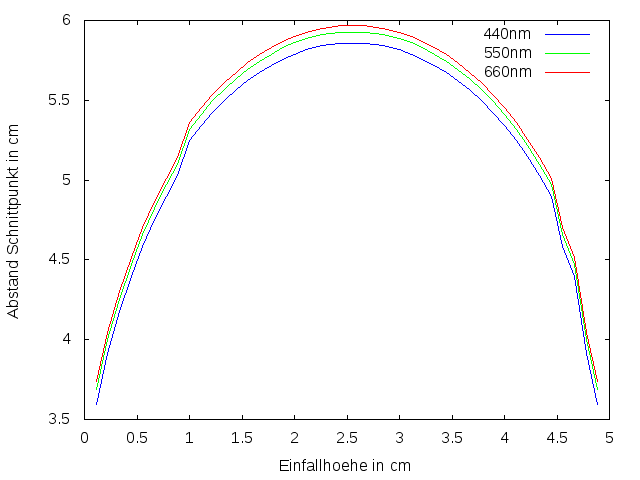 6
5.5
5
4.5
4
3.5
0 0.5 1 1.5 2 2.5 3 3.5 4 4.5 5
Abstand Schnittpunkt in cm
Einfallhoehe in cm
440nm
550nm
660nm